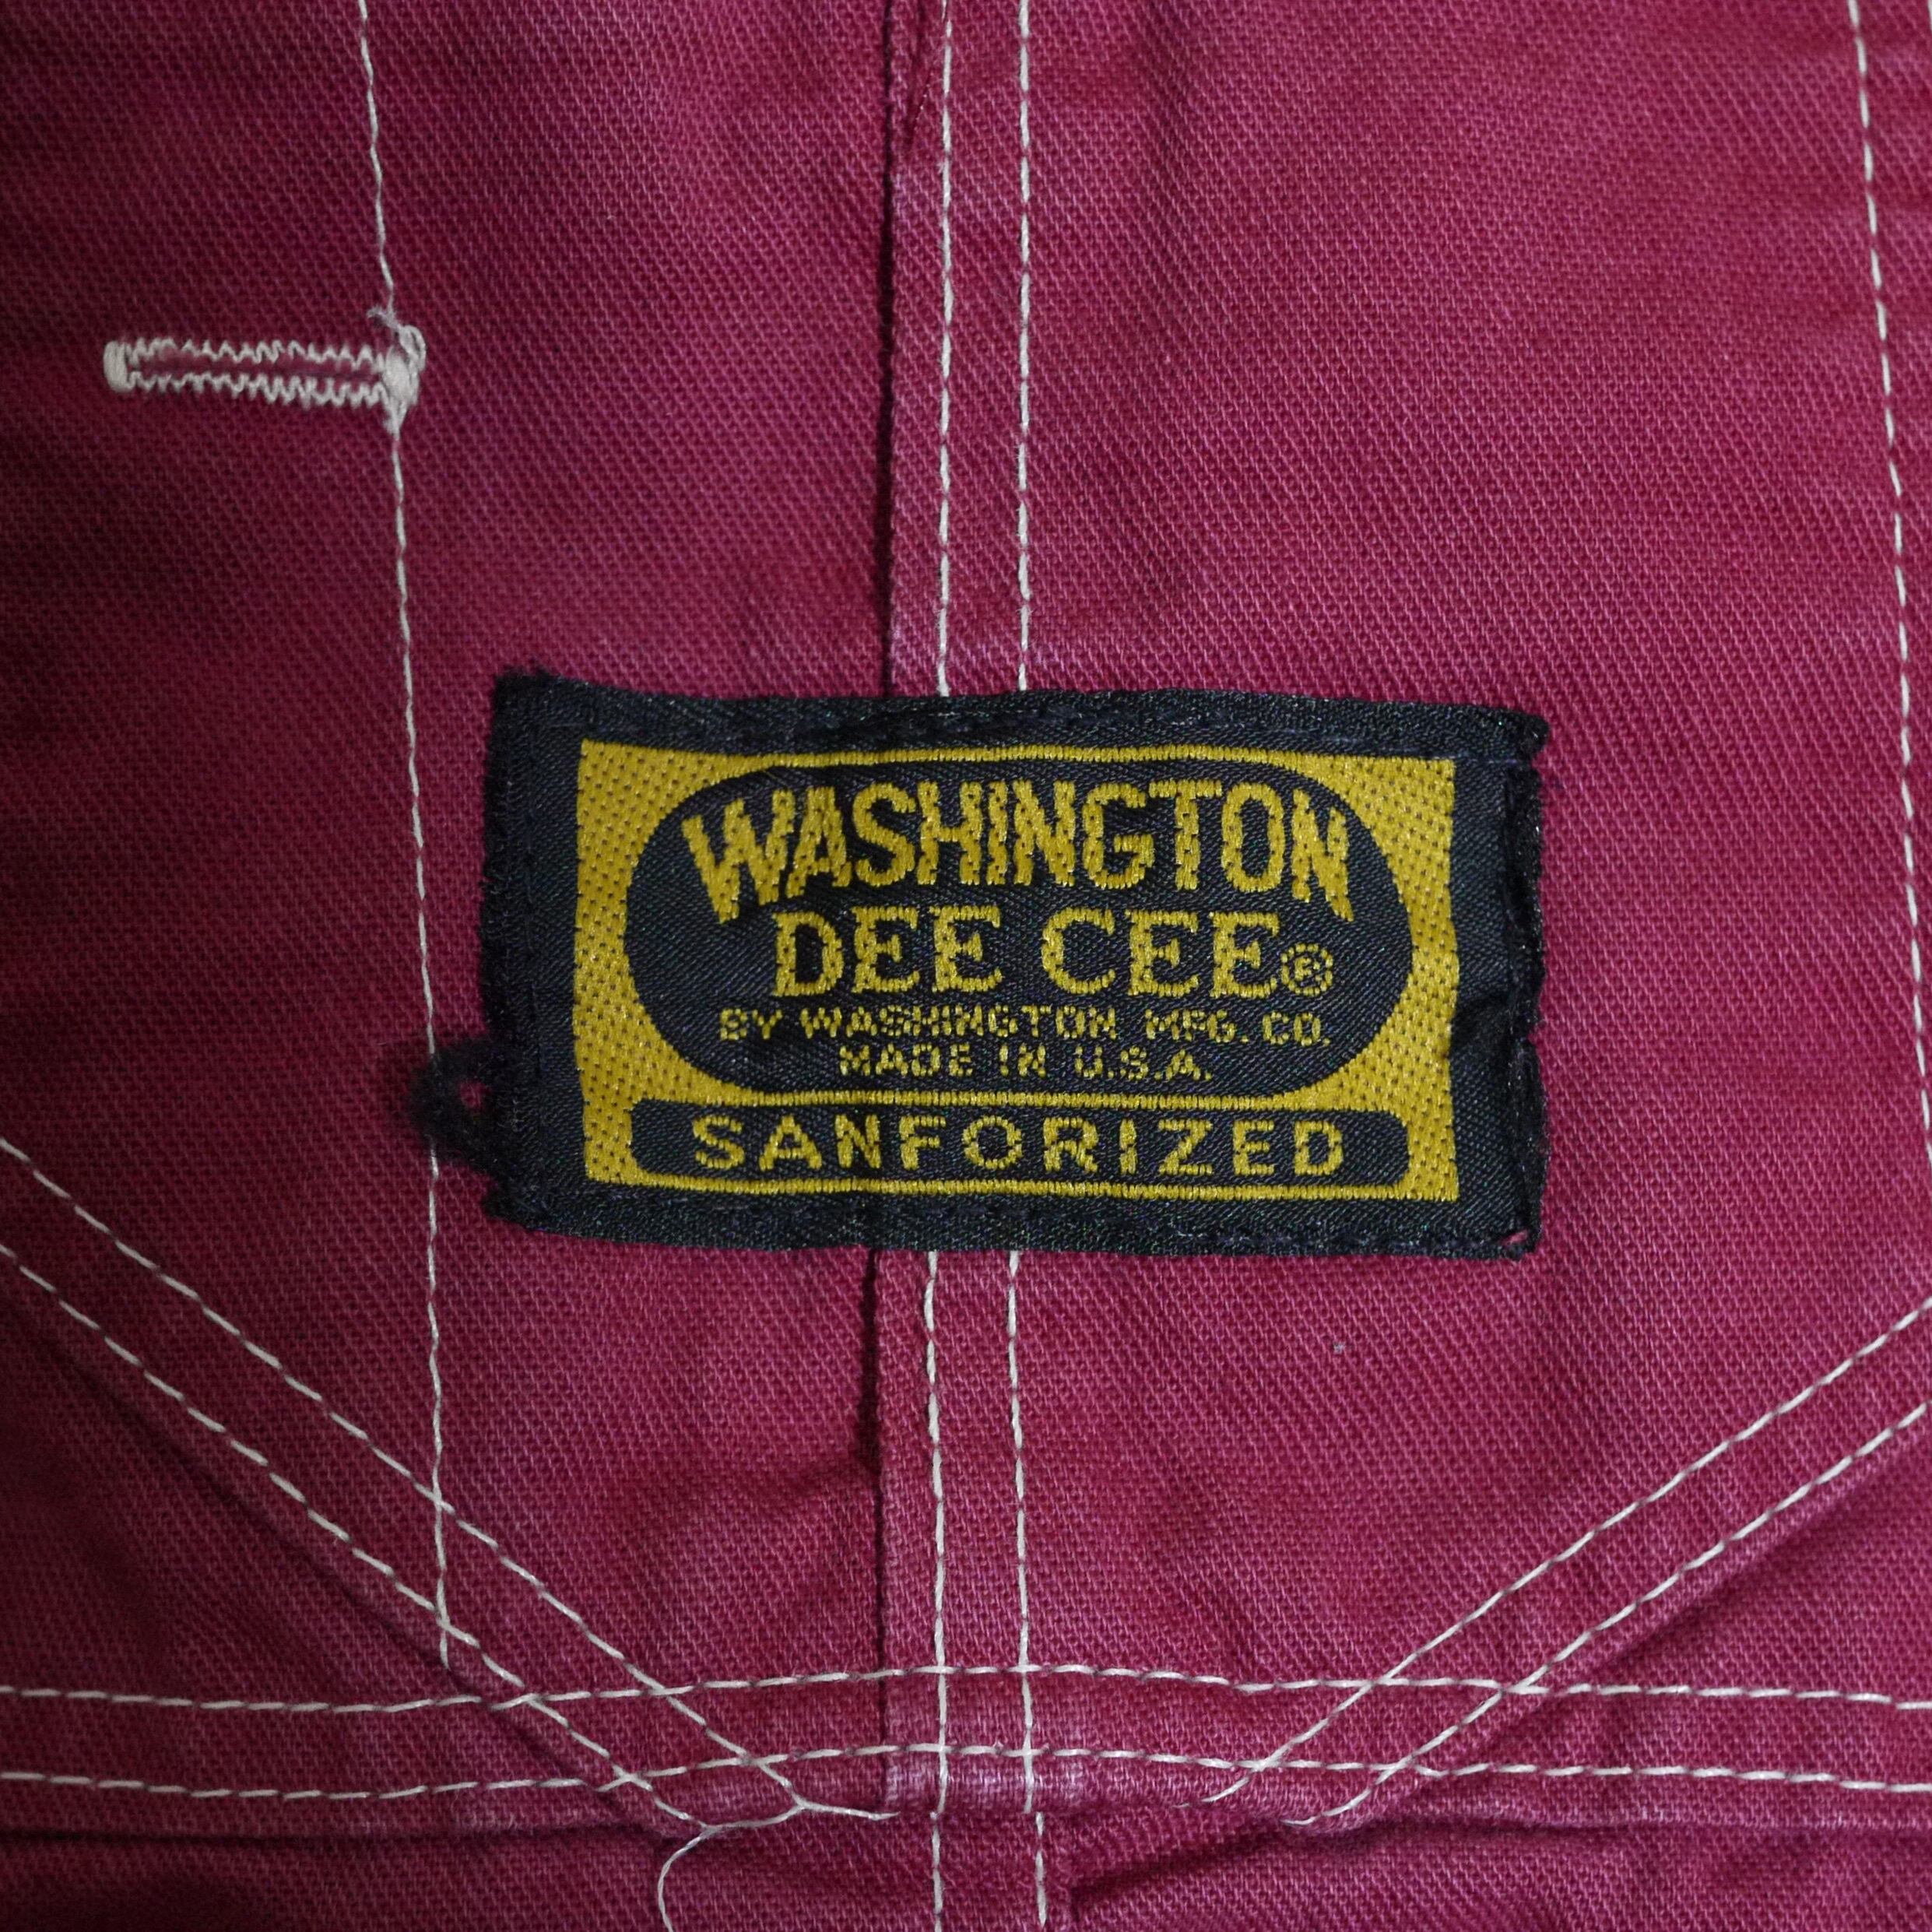 WASHINGTON
DEE CEE®
BY WASHINGTON MFG. CO.
MADE IN U.S.A.
SANFORIZED